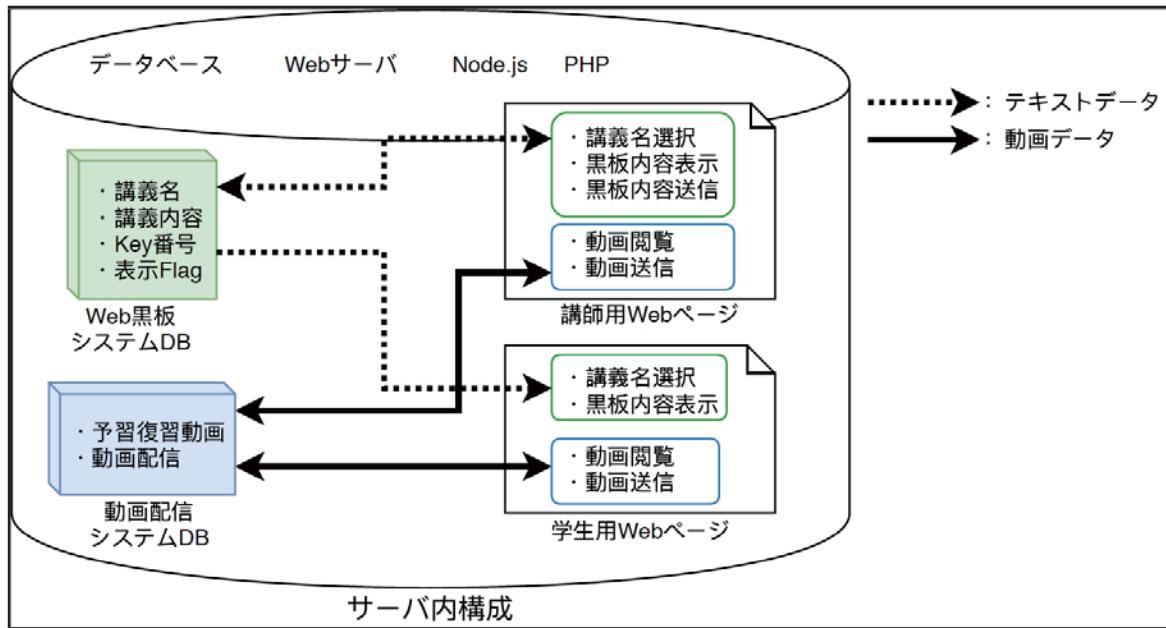 データベース
Webサーバ
Node.js
PHP
: テキストデータ
: 動画データ
・講義名
・講義内容
・Key番号
・表示Flag
Web黒板
システムDB
・講義名選択
・黒板内容表示
・黒板内容送信
・動画閲覧
・動画送信
講師用Webページ
・予習復習動画
・動画配信
動画配信
システムDB
・講義名選択
・黒板内容表示
・動画閲覧
・動画送信
学生用Webページ
サーバ内構成